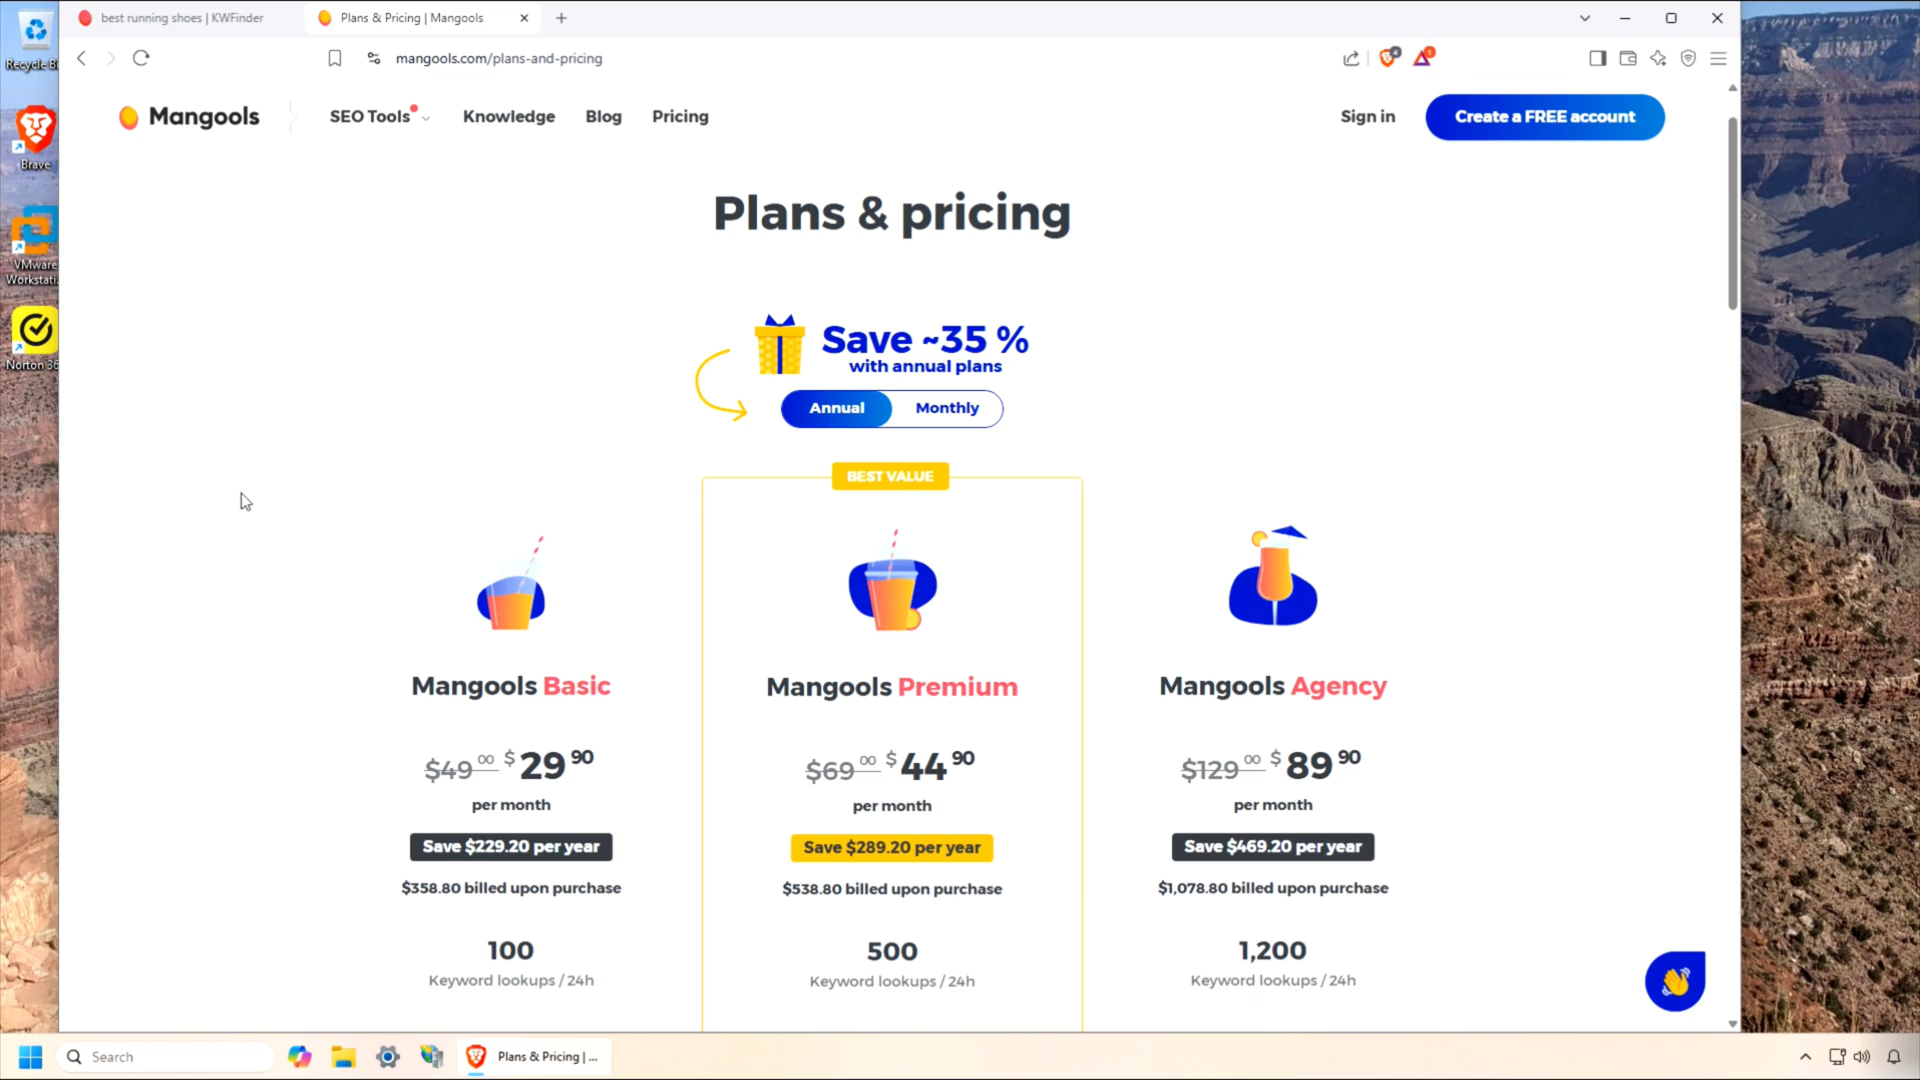 best running shoes | KWFinder
Plans & Pricing | Mangools
mangools.com/plans-and-pricing
4
1
Recycle Bi
Brave
VMware
Workstati.
Norton 36
Mangools
SEO Tools
Knowledge
Blog
Pricing
Sign in
Create a FREE account
Plans & pricing
Save ~35 %
with annual plans
Annual
Monthly
BEST VALUE
Mangools Basic
$49 00 $ 29 90
per month
Save $229.20 per year
$358.80 billed upon purchase
100
Keyword lookups / 24h
Mangools Premium
$69 00 $ 44 90
per month
Save $289.20 per year
$538.80 billed upon purchase
500
Keyword lookups / 24h
Mangools Agency
$129 00 $ 89 90
per month
Save $469.20 per year
$1,078.80 billed upon purchase
1,200
Keyword lookups / 24h
Search
Plans & Pricing | ...